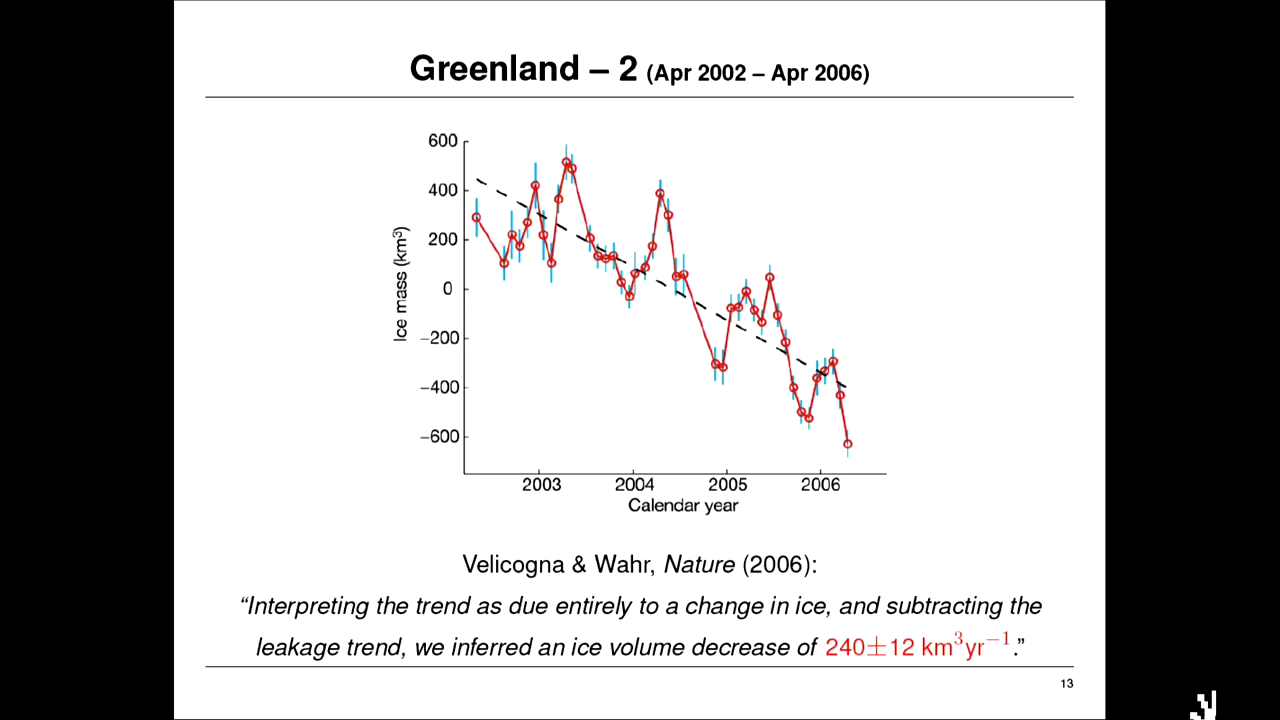 Greenland – 2 (Apr 2002 – Apr 2006)
600
400
200
0
−200
−400
−600
Ice mass (km³)
2003 2004 2005 2006
Calendar year
Velicogna & Wahr, Nature (2006):
“Interpreting the trend as due entirely to a change in ice, and subtracting the
leakage trend, we inferred an ice volume decrease of 240±12 km³yr⁻¹.”
13